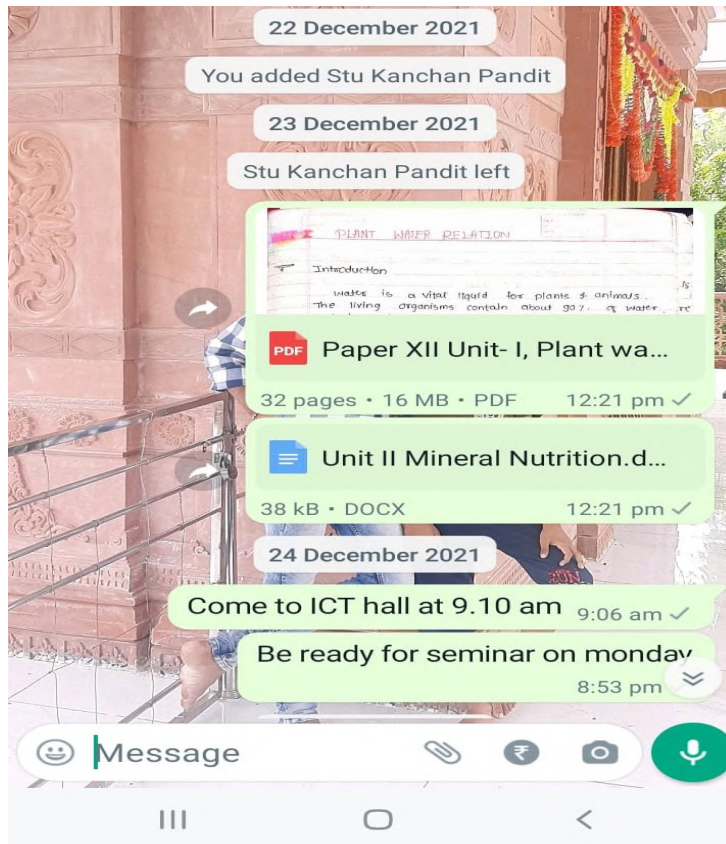 22 December 2021
You added Stu Kanchan Pandit
23 December 2021
Stu Kanchan Pandit left
PLANT WATER RELATION
Introduction
water is a vital liquid for plants & animals.
The living organisms contain about 90%. of water
PDF Paper XII Unit- I, Plant wa...
32 pages • 16 MB • PDF 12:21 pm
Unit II Mineral Nutrition.d...
38 kB • DOCX 12:21 pm
24 December 2021
Come to ICT hall at 9.10 am 9:06 am
Be ready for seminar on monday
8:53 pm
Message